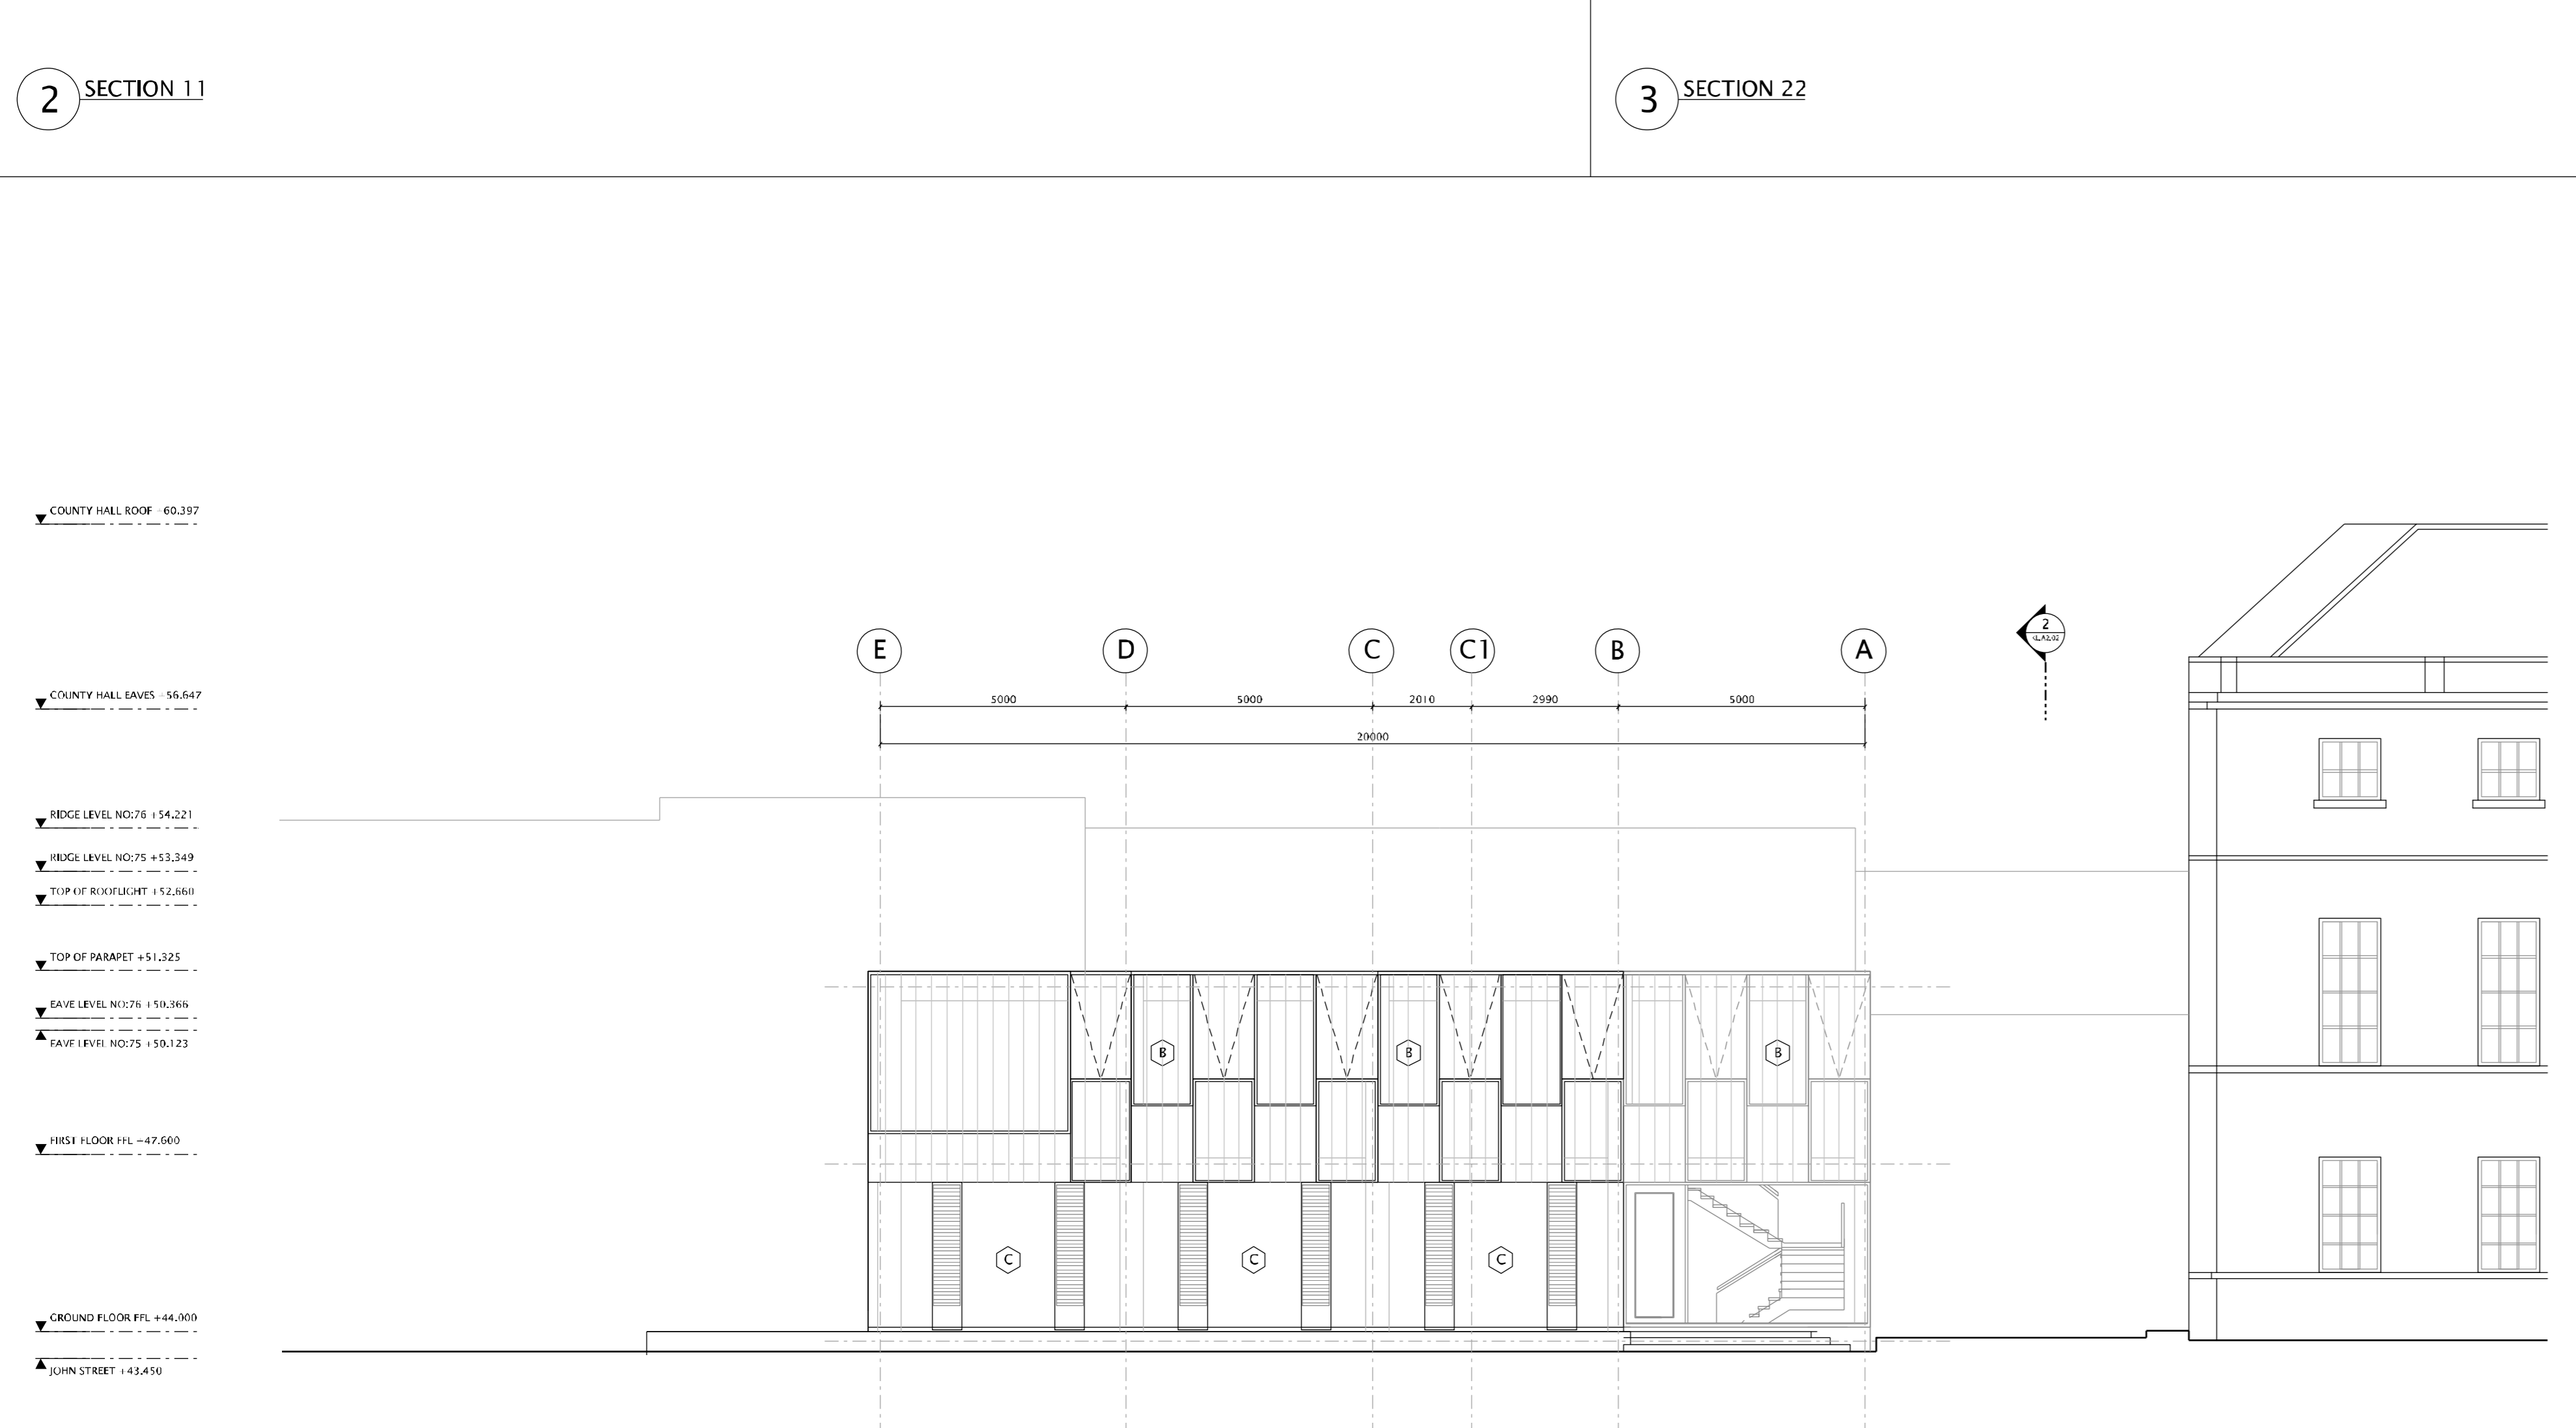 2 SECTION 11
3 SECTION 22
COUNTY HALL ROOF +60.397
E D C C1 B A
2
COUNTY HALL EAVES +56.647
5000 5000 2010 2990 5000
20000
RIDGE LEVEL NO:76 +54.221
RIDGE LEVEL NO:75 +53.349
TOP OF ROOFLIGHT +52.660
TOP OF PARAPET +51.325
EAVE LEVEL NO:76 +50.366
EAVE LEVEL NO:75 +50.123
B B B
FIRST FLOOR FFL +47.600
C C C
GROUND FLOOR FFL +44.000
JOHN STREET +43.450